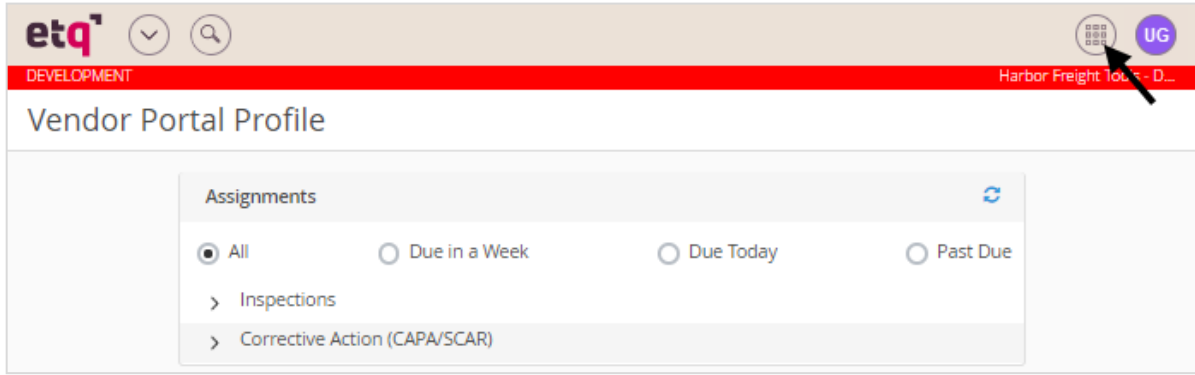 etq
UG
DEVELOPMENT
Harbor Freight Tools - D...
Vendor Portal Profile
Assignments
All
Due in a Week
Due Today
Past Due
Inspections
Corrective Action (CAPA/SCAR)